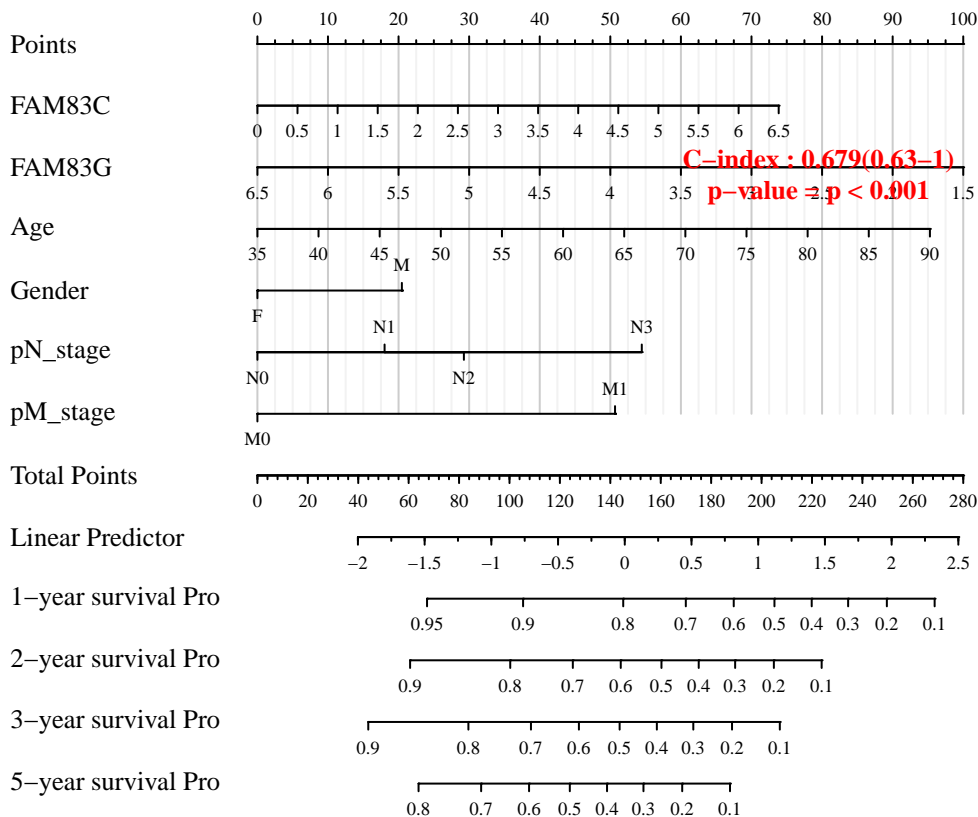 0 10 20 30 40 50 60 70 80 90 100
Points
FAM83C
0 0.5 1 1.5 2 2.5 3 3.5 4 4.5 5 5.5 6 6.5
C−index : 0.679(0.63−1)
FAM83G
p−value = p < 0.001
6.5 6 5.5 5 4.5 4 3.5 3 2.5 2 1.5
Age
35 40 45 50 55 60 65 70 75 80 85 90
M
Gender
F
N1 N3
pN_stage
N0 N2
M1
pM_stage
M0
Total Points
0 20 40 60 80 100 120 140 160 180 200 220 240 260 280
Linear Predictor
−2 −1.5 −1 −0.5 0 0.5 1 1.5 2 2.5
1−year survival Pro
0.95 0.9 0.8 0.7 0.6 0.5 0.4 0.3 0.2 0.1
2−year survival Pro
0.9 0.8 0.7 0.6 0.5 0.4 0.3 0.2 0.1
3−year survival Pro
0.9 0.8 0.7 0.6 0.5 0.4 0.3 0.2 0.1
5−year survival Pro
0.8 0.7 0.6 0.5 0.4 0.3 0.2 0.1